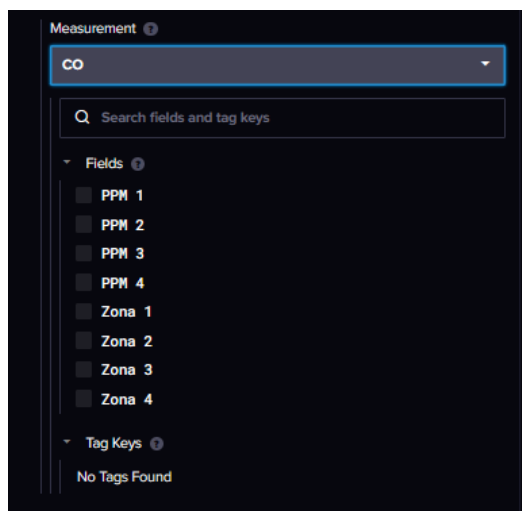 Measurement
CO
Search fields and tag keys
Fields
PPM 1
PPM 2
PPM 3
PPM 4
Zona 1
Zona 2
Zona 3
Zona 4
Tag Keys
No Tags Found